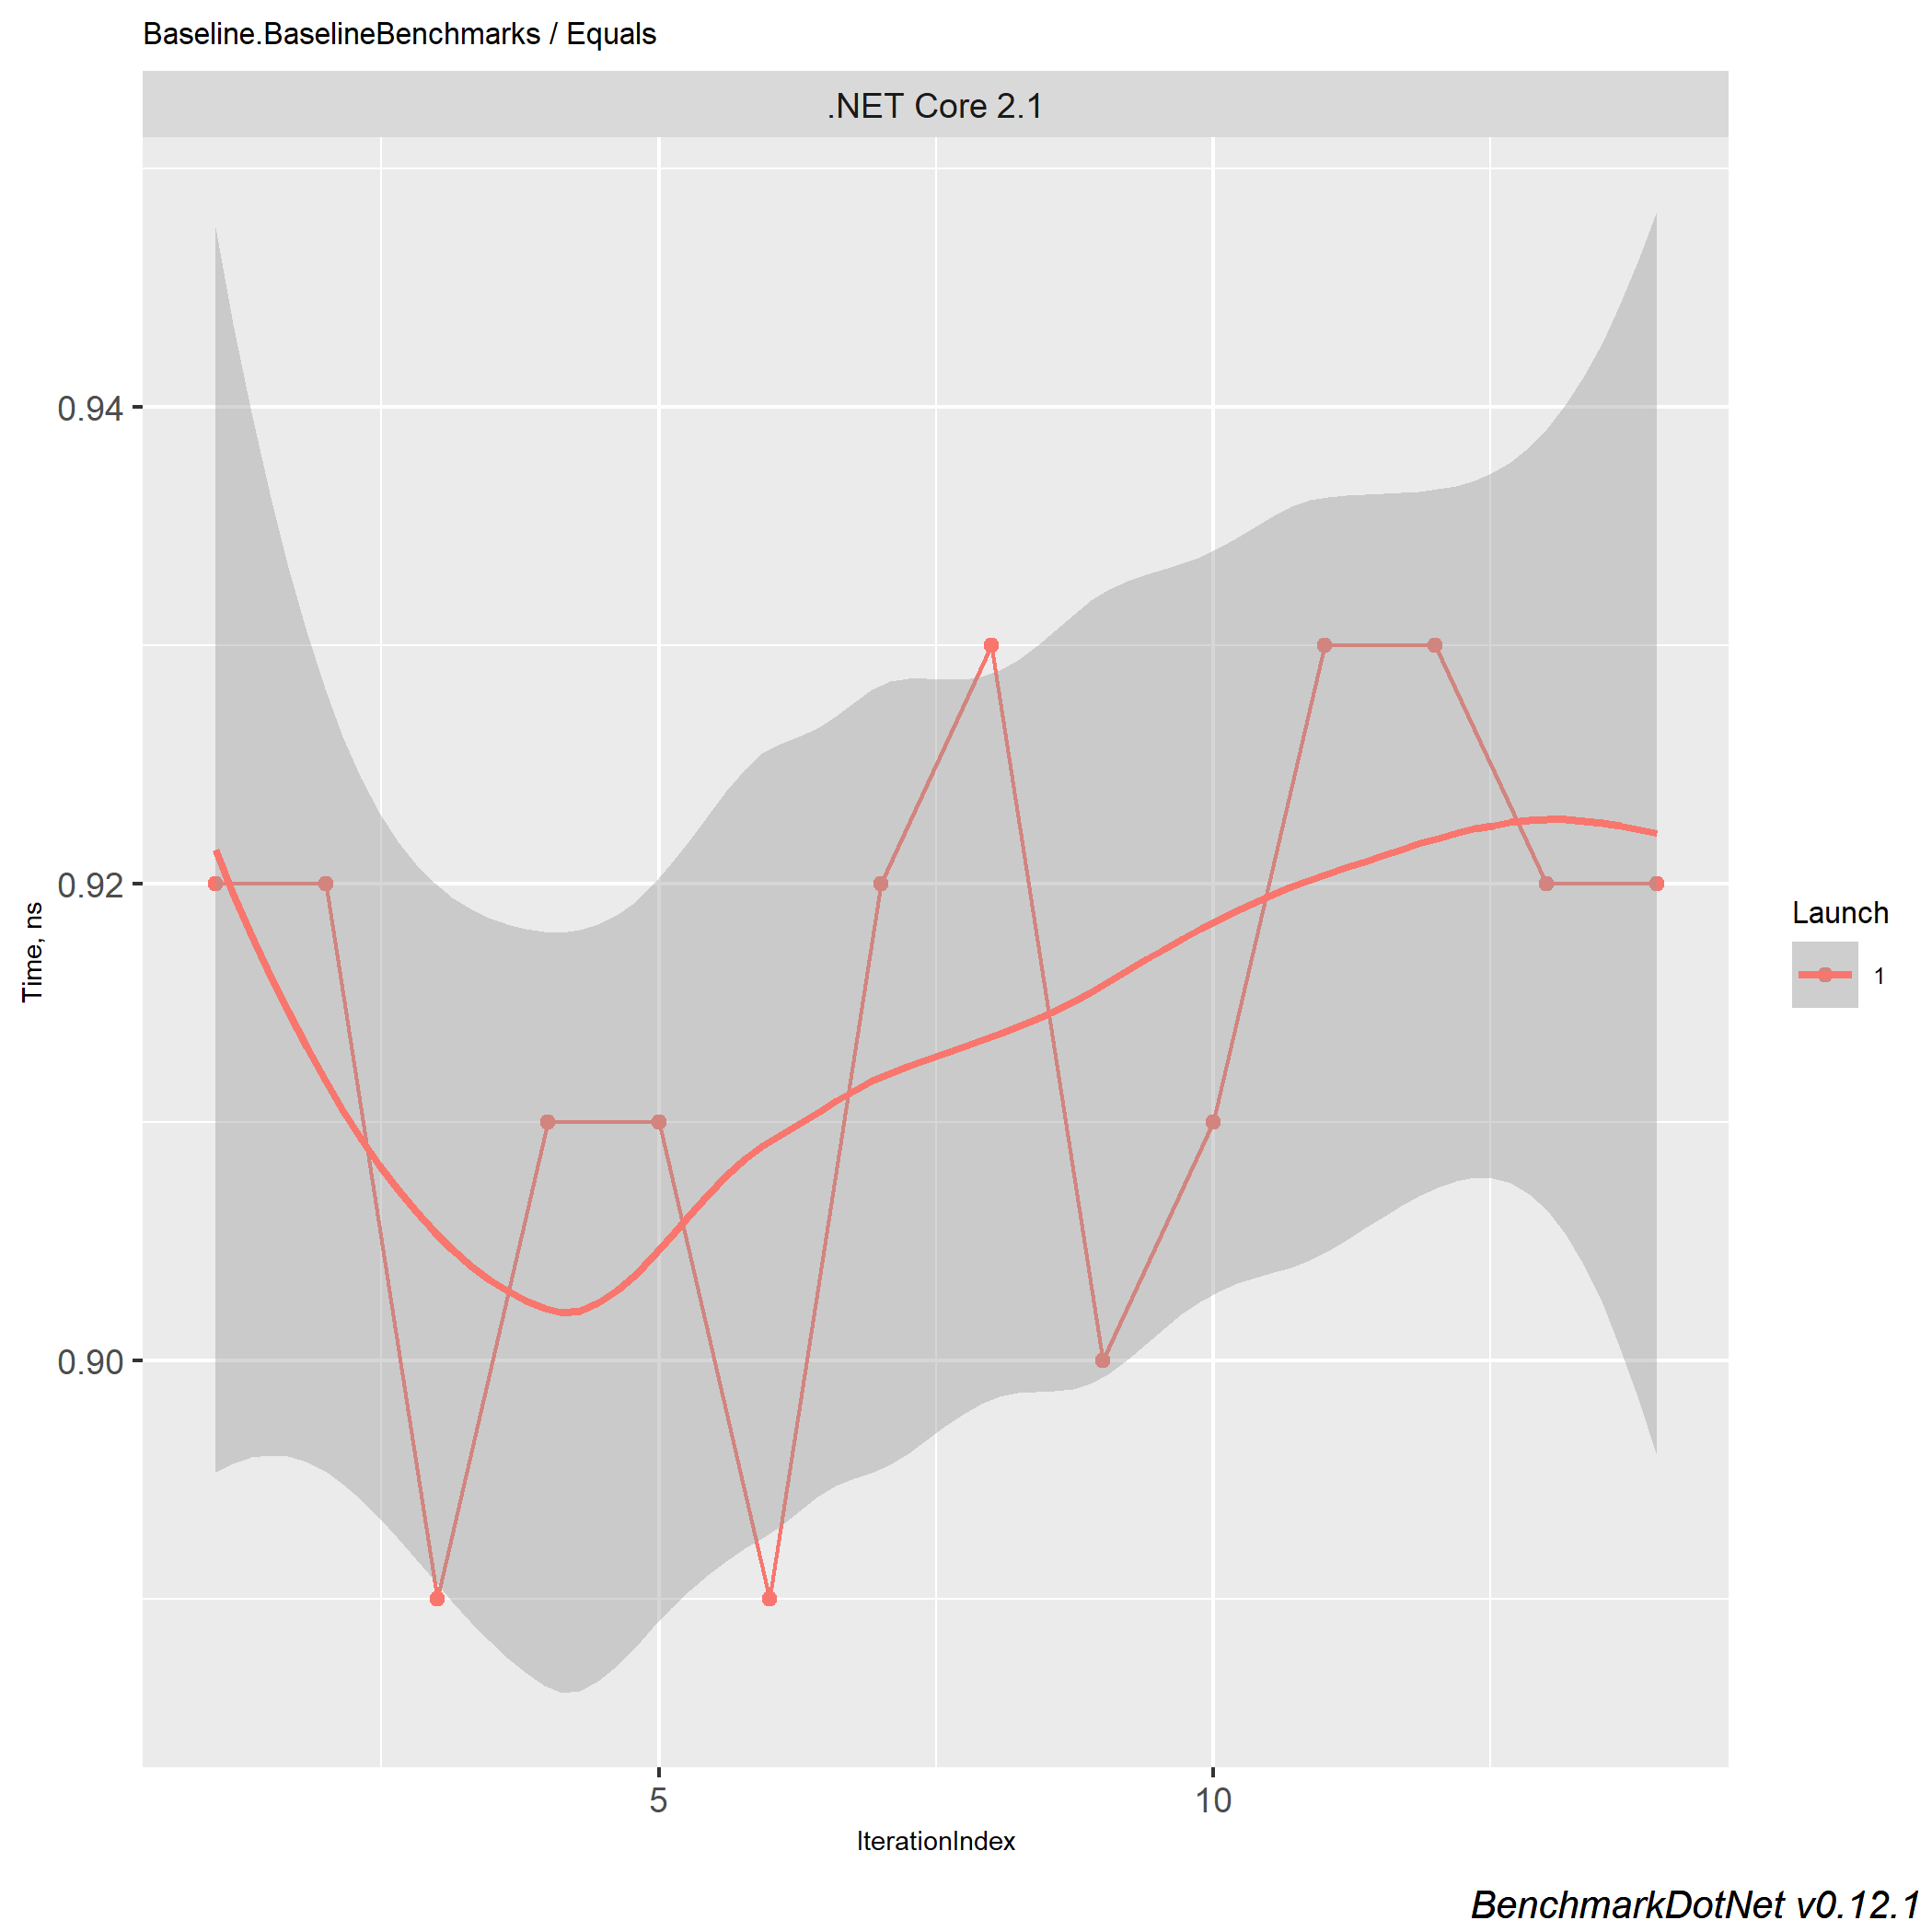 Baseline.BaselineBenchmarks / Equals
.NET Core 2.1
0.94
0.92
0.90
Time, ns
5
10
IterationIndex
Launch
1
BenchmarkDotNet v0.12.1